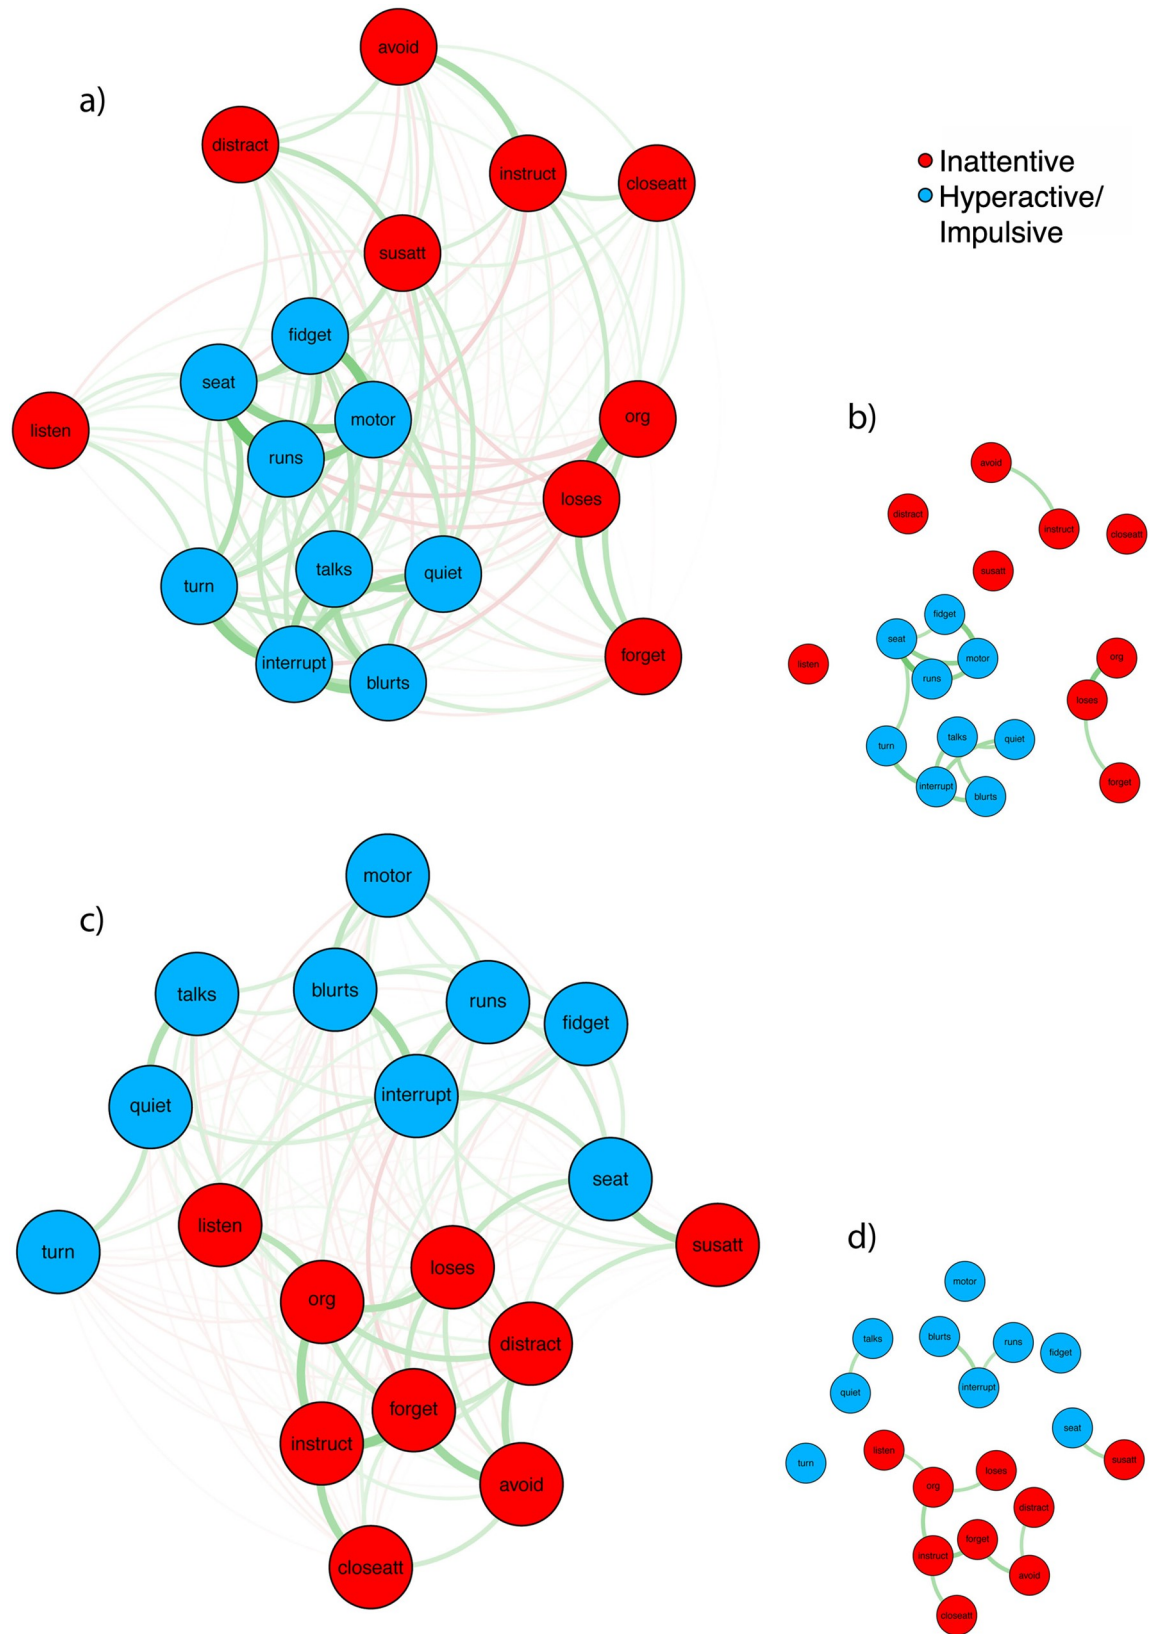 a)
avoid
distract
instruct
closeatt
susatt
fidget
seat
motor
listen
runs
org
loses
talks
quiet
turn
interrupt
blurts
forget
Inattentive
Hyperactive/
Impulsive
b)
avoid
distract
instruct
closeatt
susatt
fidget
seat
motor
listen
runs
org
loses
talks
quiet
turn
interrupt
blurts
forget
c)
motor
talks
blurts
runs
fidget
interrupt
quiet
seat
listen
susatt
turn
loses
org
distract
forget
instruct
avoid
closeatt
d)
motor
talks
blurts
runs
fidget
interrupt
quiet
seat
listen
susatt
turn
loses
org
distract
forget
instruct
avoid
closeatt